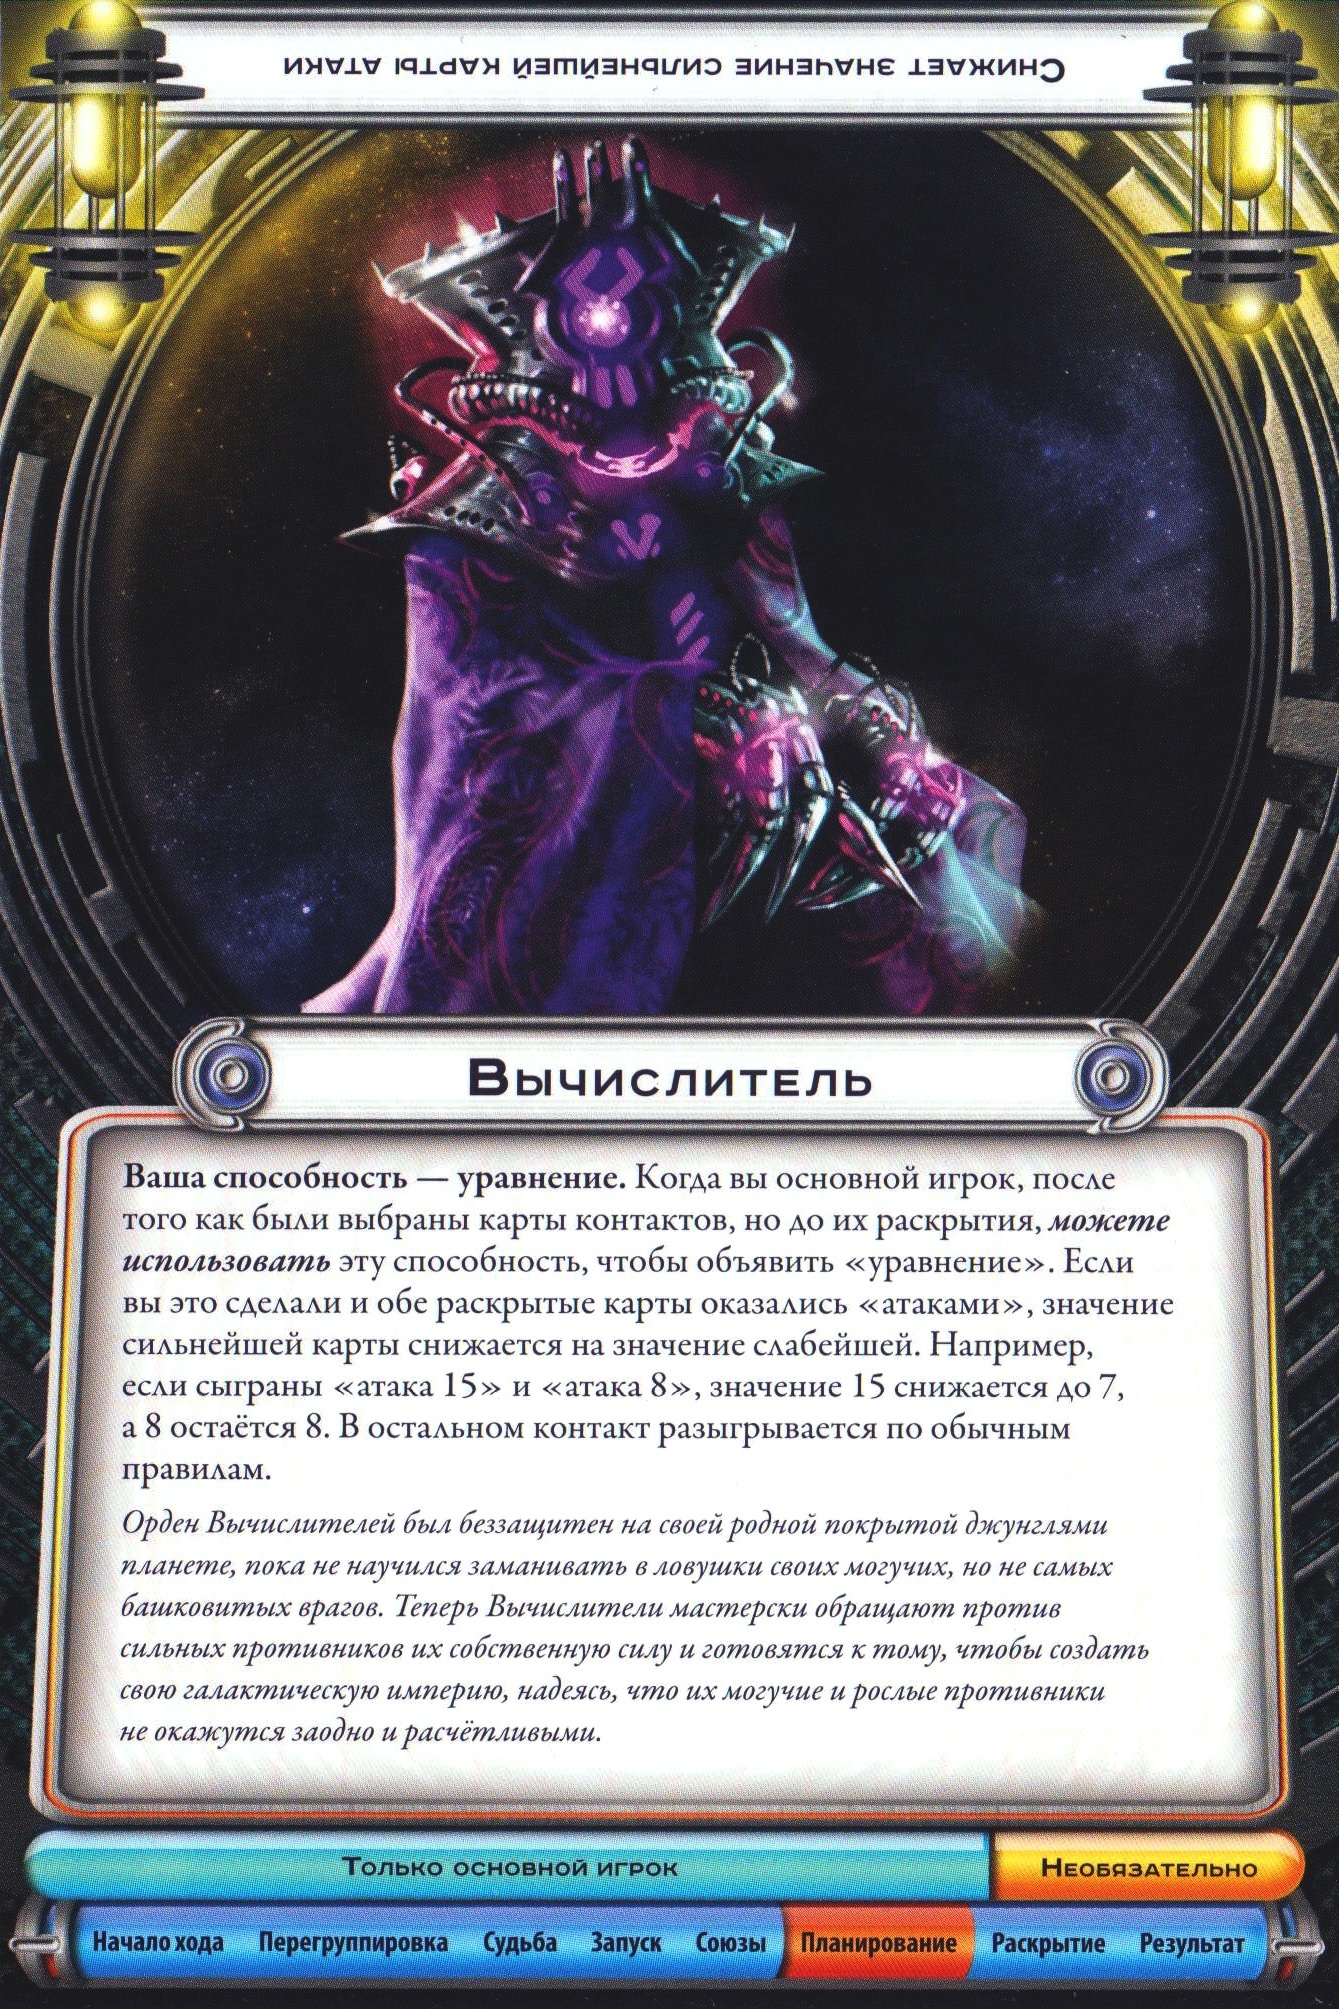 Снижает значение сильнейшей карты атаки
Вычислитель
Ваша способность — уравнение. Когда вы основной игрок, после
того как были выбраны карты контактов, но до их раскрытия, можете
использовать эту способность, чтобы объявить «уравнение». Если
вы это сделали и обе раскрытые карты оказались «атаками», значение
сильнейшей карты снижается на значение слабейшей. Например,
если сыграны «атака 15» и «атака 8», значение 15 снижается до 7,
а 8 остаётся 8. В остальном контакт разыгрывается по обычным
правилам.
Орден Вычислителей был беззащитен на своей родной покрытой джунглями
планете, пока не научился заманивать в ловушки своих могучих, но не самых
башковитых врагов. Теперь Вычислители мастерски обращают против
сильных противников их собственную силу и готовятся к тому, чтобы создать
свою галактическую империю, надеясь, что их могучие и рослые противники
не окажутся заодно и расчётливыми.
Только основной игрок Необязательно
Начало хода Перегруппировка Судьба Запуск Союзы Планирование Раскрытие Результат